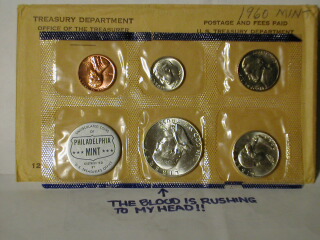 TREASURY DEPARTMENT
OFFICE OF THE TREASURER
1960 MINT
POSTAGE AND FEES PAID
U. S. TREASURY DEPARTMENT
PHILADELPHIA
MINT
12
THE BLOOD IS RUSHING
TO MY HEAD!!